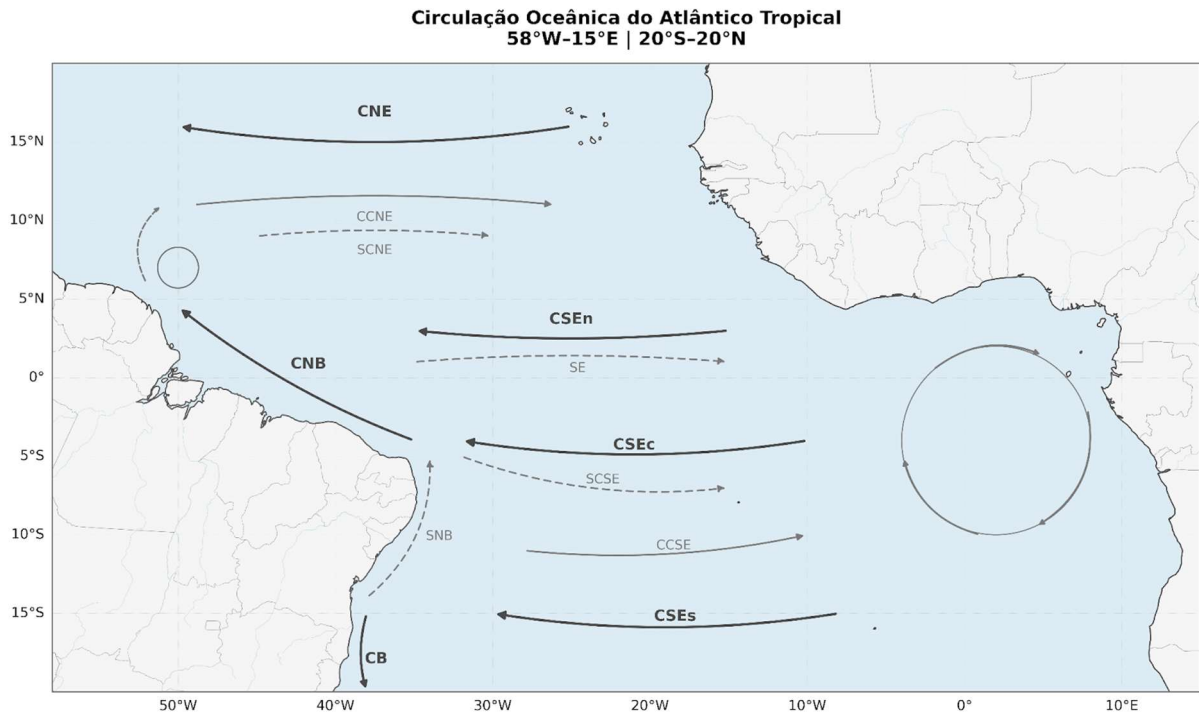 Circulação Oceânica do Atlântico Tropical
58°W–15°E | 20°S–20°N
CNE
15°N
CCNE
10°N
SCNE
5°N
CSEn
CNB
SE
0°
CSEc
5°S
SCSE
SNB
CCSE
10°S
15°S
CSEs
CB
50°W
40°W
30°W
20°W
10°W
0°
10°E